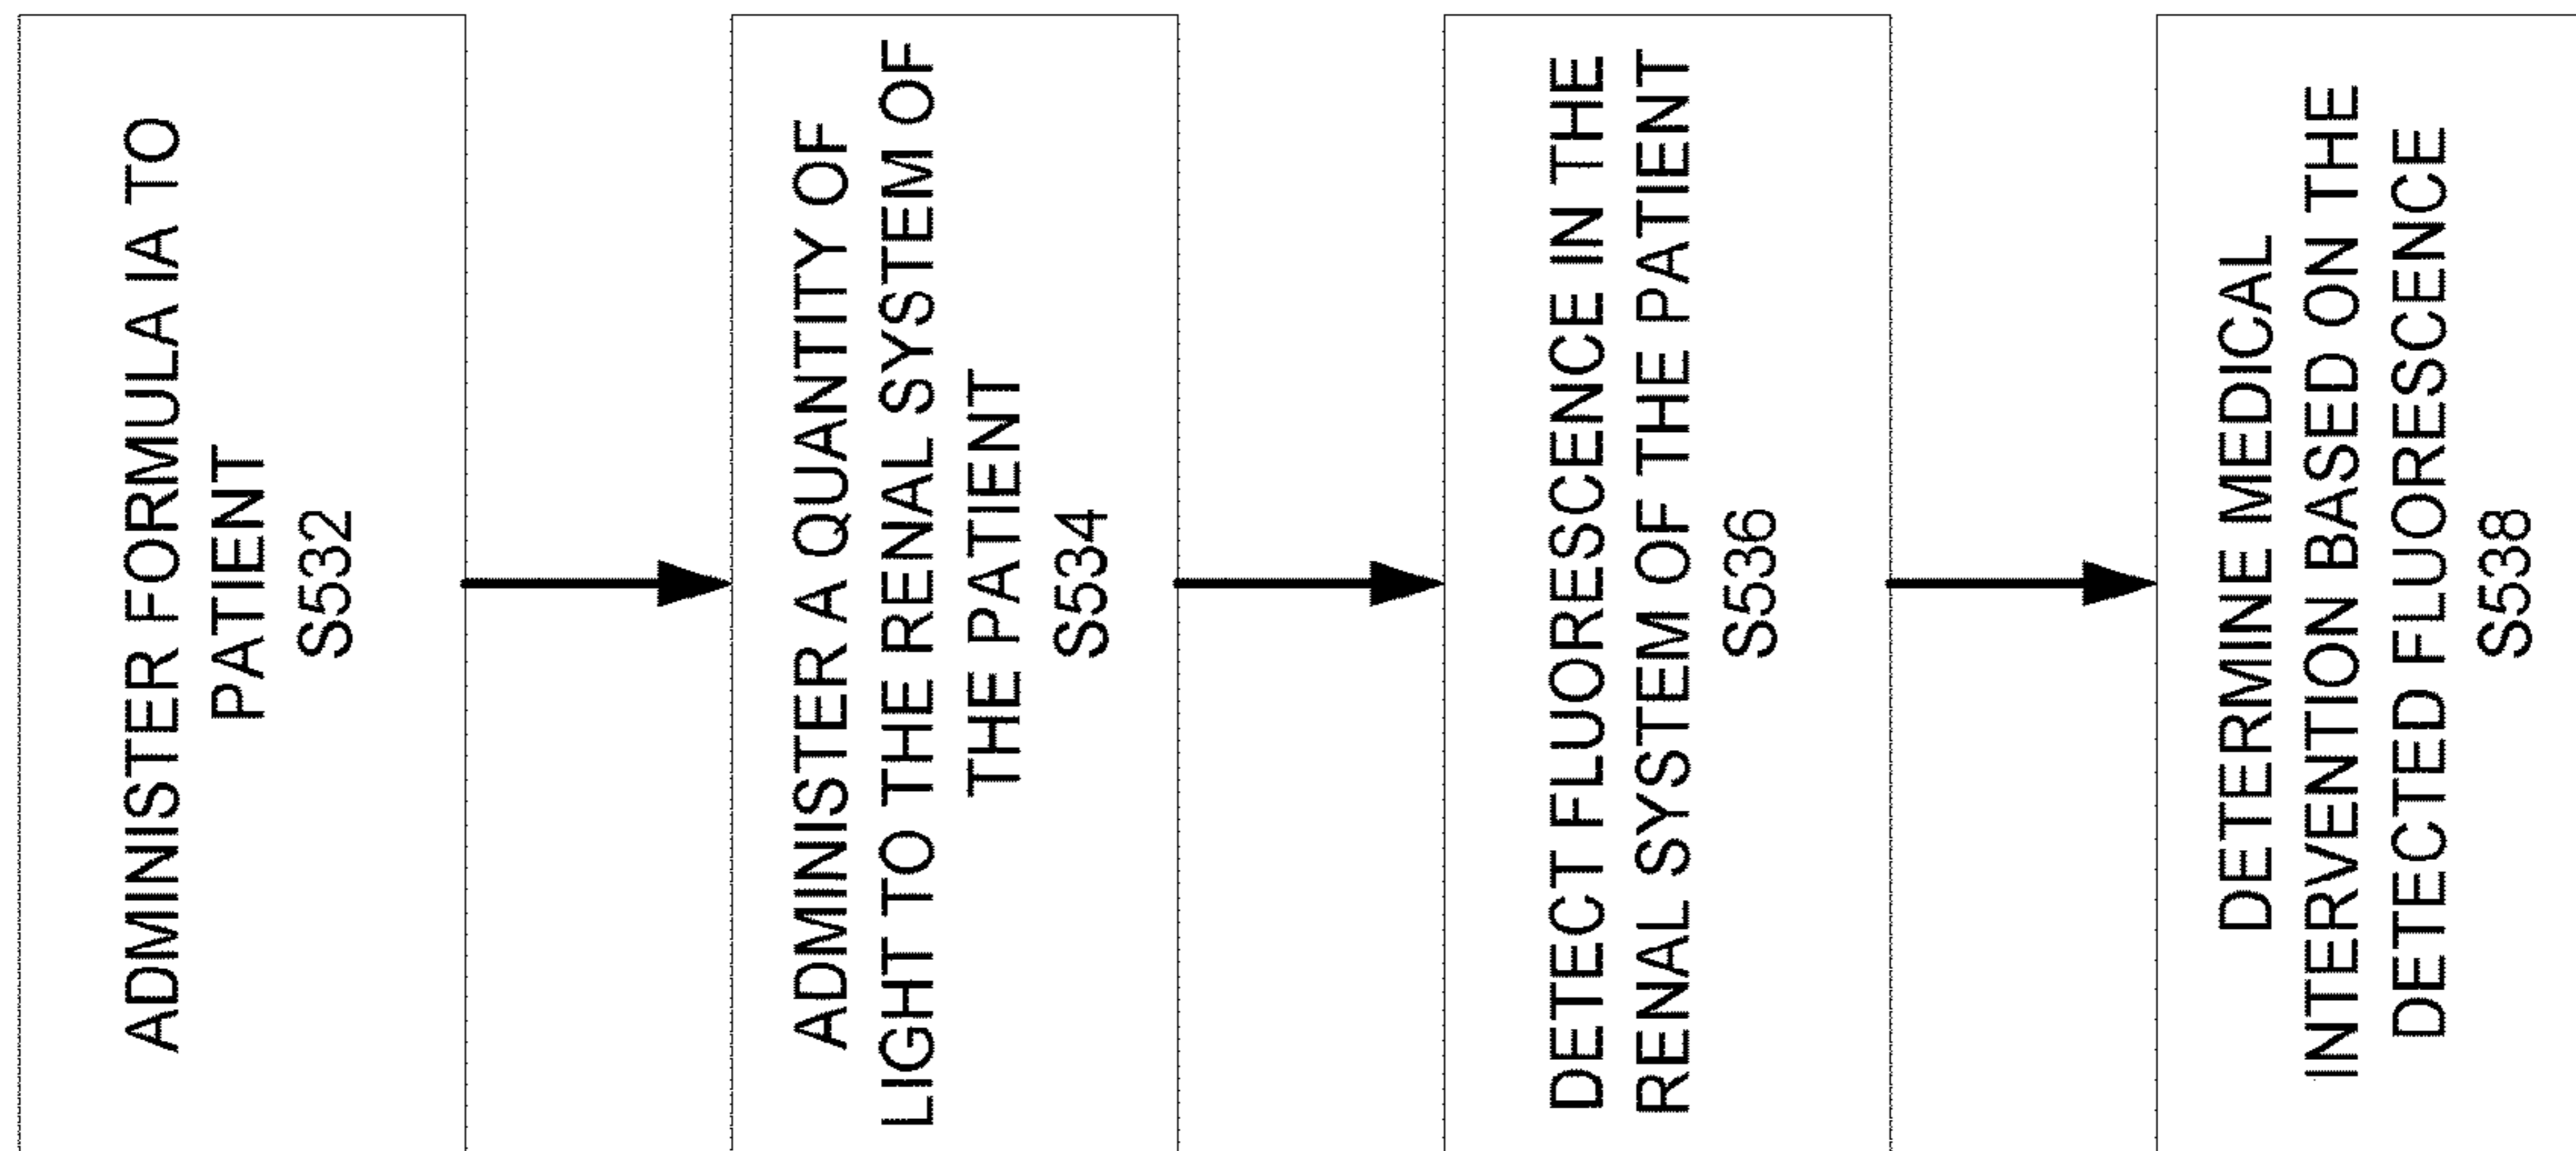 ADMINISTER FORMULA IA TO
PATIENT
S532
ADMINISTER A QUANTITY OF
LIGHT TO THE RENAL SYSTEM OF
THE PATIENT
S534
DETECT FLUORESCENCE IN THE
RENAL SYSTEM OF THE PATIENT
S536
DETERMINE MEDICAL
INTERVENTION BASED ON THE
DETECTED FLUORESCENCE
S538